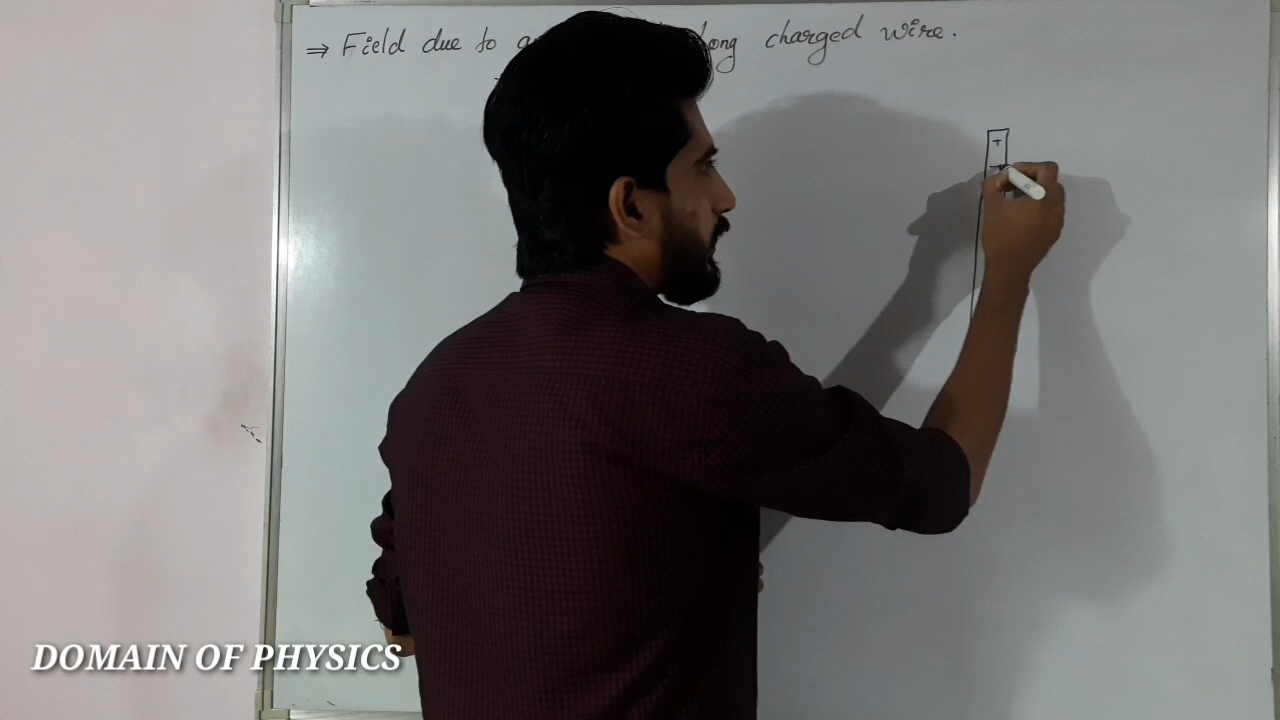 ⇒ Field due to long charged wire.
+
DOMAIN OF PHYSICS